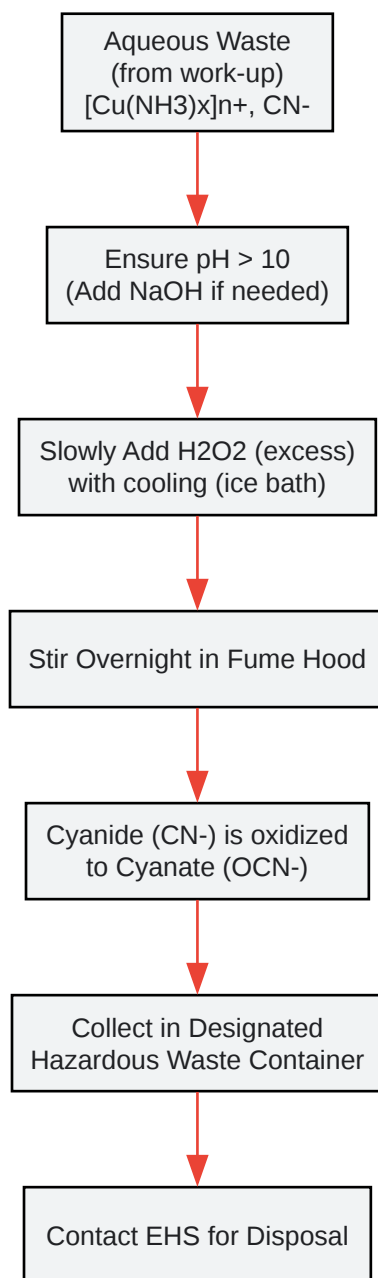 Aqueous Waste
(from work-up)
[Cu(NH3)x]n+, CN-
Ensure pH > 10
(Add NaOH if needed)
Slowly Add H2O2 (excess)
with cooling (ice bath)
Stir Overnight in Fume Hood
Cyanide (CN-) is oxidized
to Cyanate (OCN-)
Collect in Designated
Hazardous Waste Container
Contact EHS for Disposal